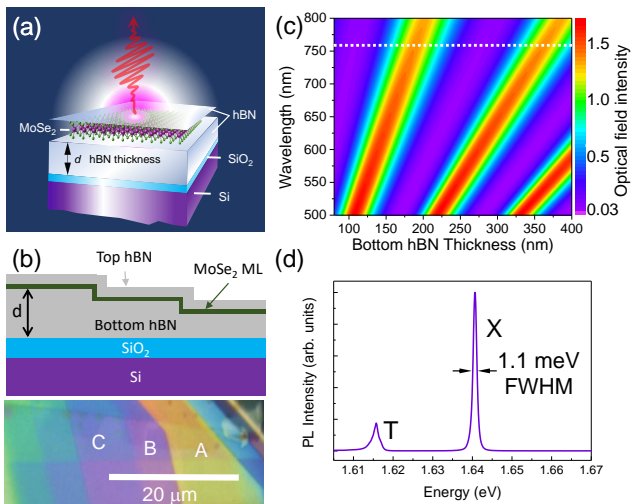 (a)
hBN
MoSe₂
d hBN thickness
SiO₂
Si
(b)
Top hBN
MoSe₂ ML
d
Bottom hBN
SiO₂
Si
C
B
A
20 μm
(c)
Wavelength (nm)
800
750
700
650
600
550
500
100 150 200 250 300 350 400
Bottom hBN Thickness (nm)
1.5
1.0
0.5
0.03
Optical field intensity
(d)
PL Intensity (arb. units)
X
1.1 meV
FWHM
T
1.61 1.62 1.63 1.64 1.65 1.66 1.67
Energy (eV)